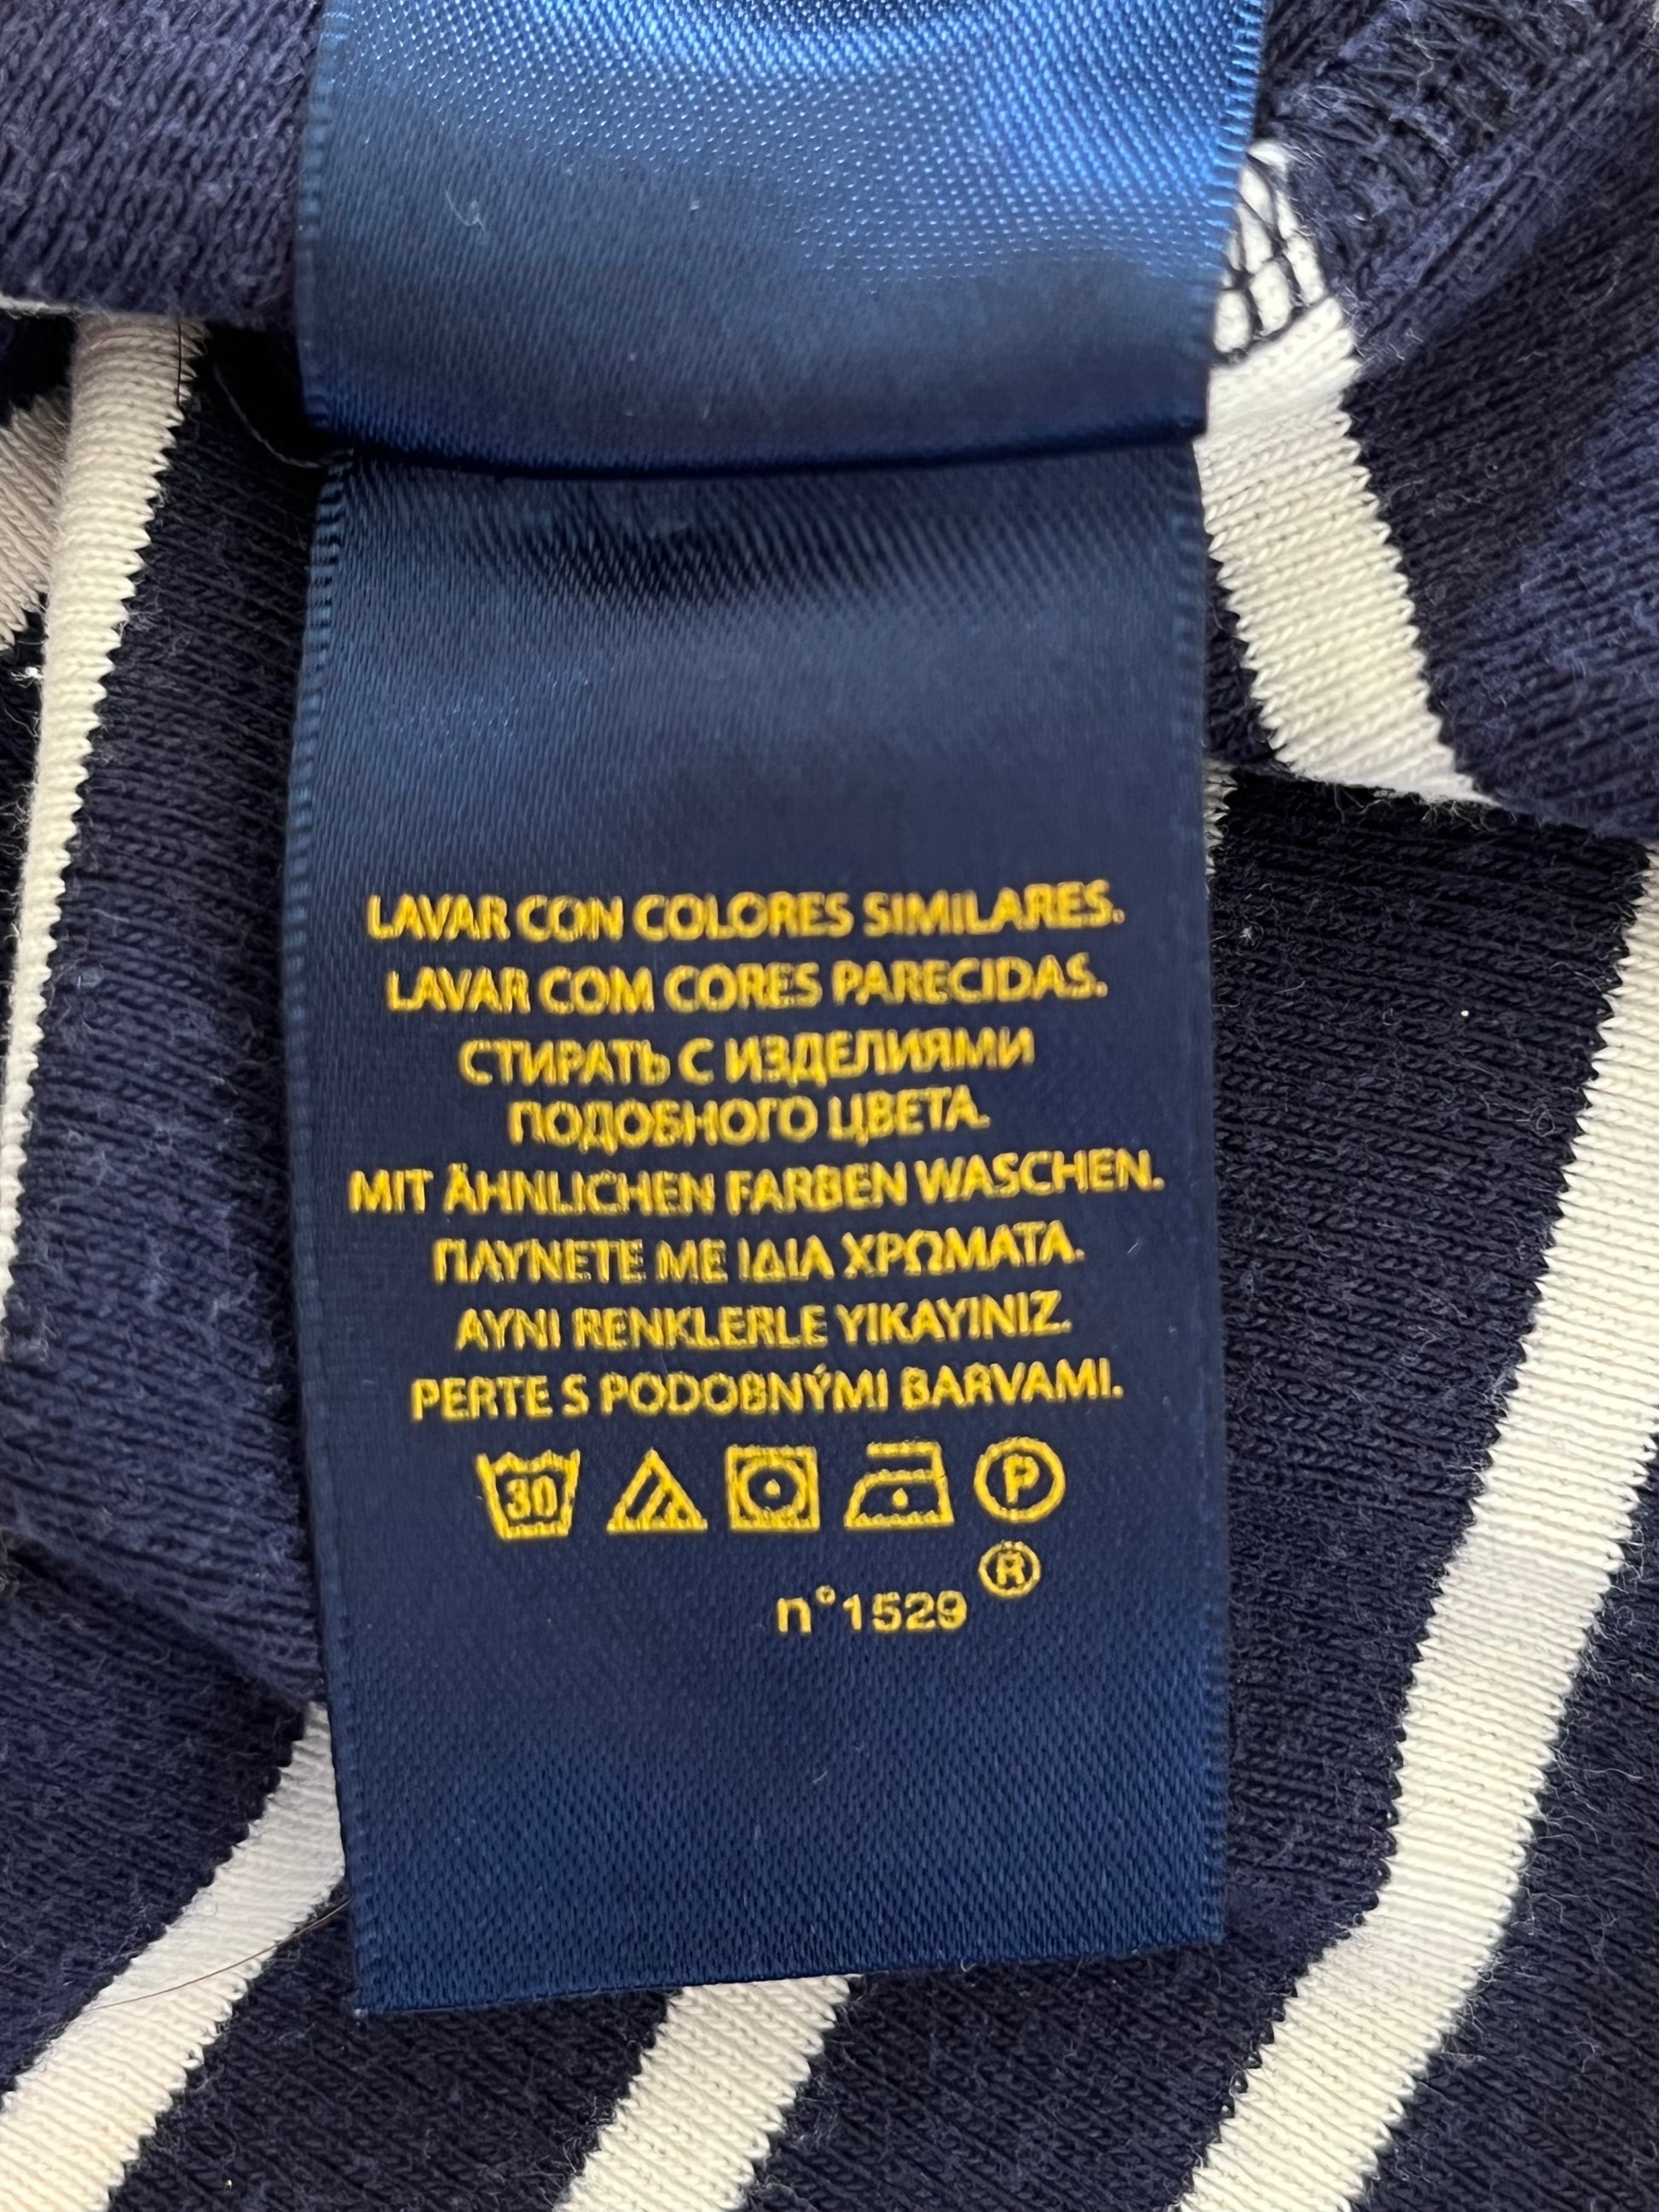 LAVAR CON COLORES SIMILARES.
LAVAR COM CORES PARECIDAS.
СТИРАТЬ С ИЗДЕЛИЯМИ
ПОДОБНОГО ЦВЕТА.
MIT ÄHNLICHEN FARBEN WASCHEN.
ΠΛΥΝΕΤΕ ΜΕ ΙΔΙΑ ΧΡΩΜΑΤΑ.
AYNI RENKLERLE YIKAYINIZ.
PERTE S PODOBNÝMI BARVAMI.
30 P
®
n°1529